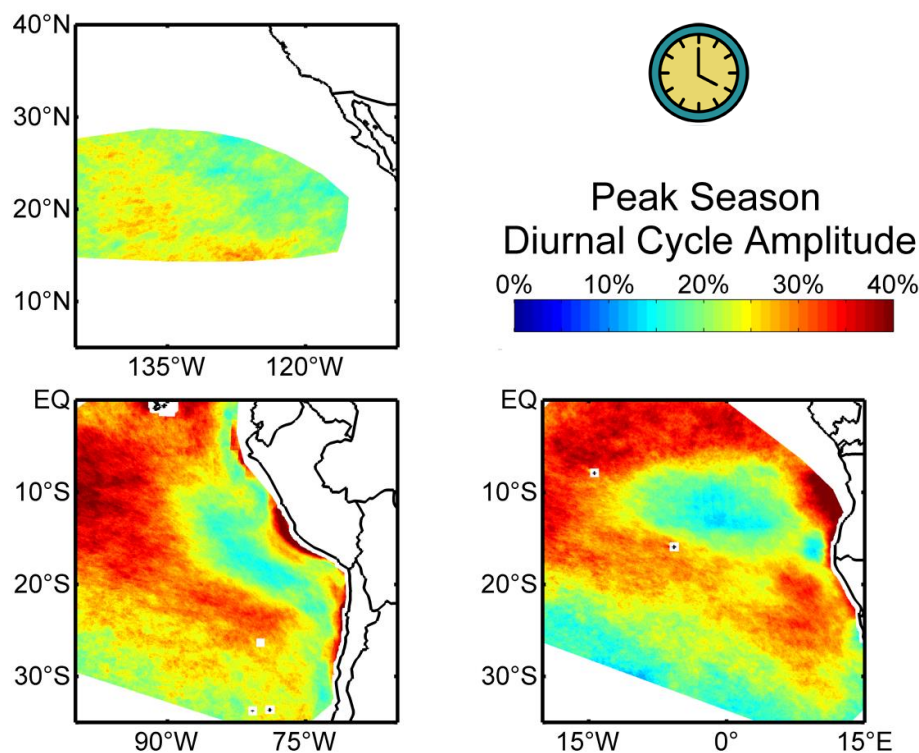 40°N
30°N
20°N
10°N
135°W 120°W
Peak Season
Diurnal Cycle Amplitude
0% 10% 20% 30% 40%
EQ
10°S
20°S
30°S
90°W 75°W
EQ
10°S
20°S
30°S
15°W 0° 15°E